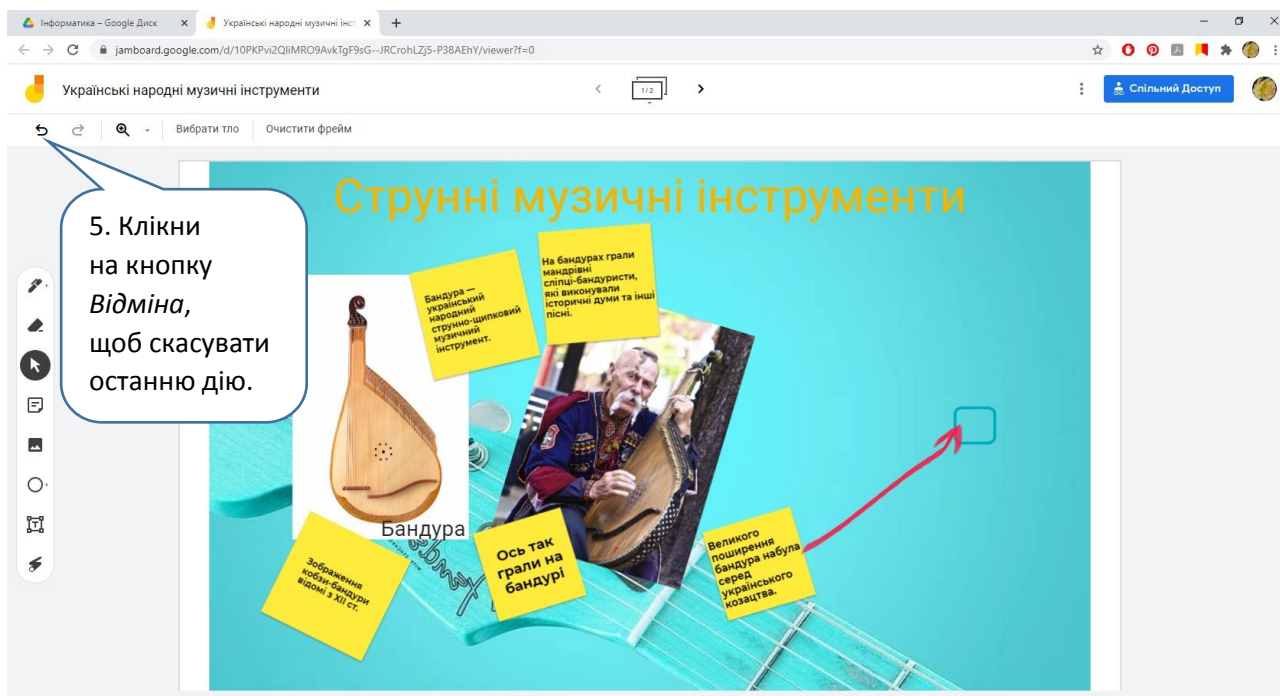 Інформатика – Google Диск
Українські народні музичні інст
jamboard.google.com/d/10PKPvi2QIiMRO9AvkTgF9sG--JRCrohLZj5-P38AEhY/viewer?f=0
Українські народні музичні інструменти
1/2
Спільний Доступ
Вибрати тло
Очистити фрейм
5. Клікни
на кнопку
Відміна,
щоб скасувати
останню дію.
Струнні музичні інструменти
Бандура —
український
народний
струнно-щипковий
музичний
інструмент.
На бандурах грали
мандрівні
сліпці-бандуристи,
які виконували
історичні думи та інші
пісні.
Бандура
Зображення
кобзи-бандури
відомі з XII ст.
Ось так
грали на
бандурі
Великого
поширення
бандура набула
серед
українського
козацтва.